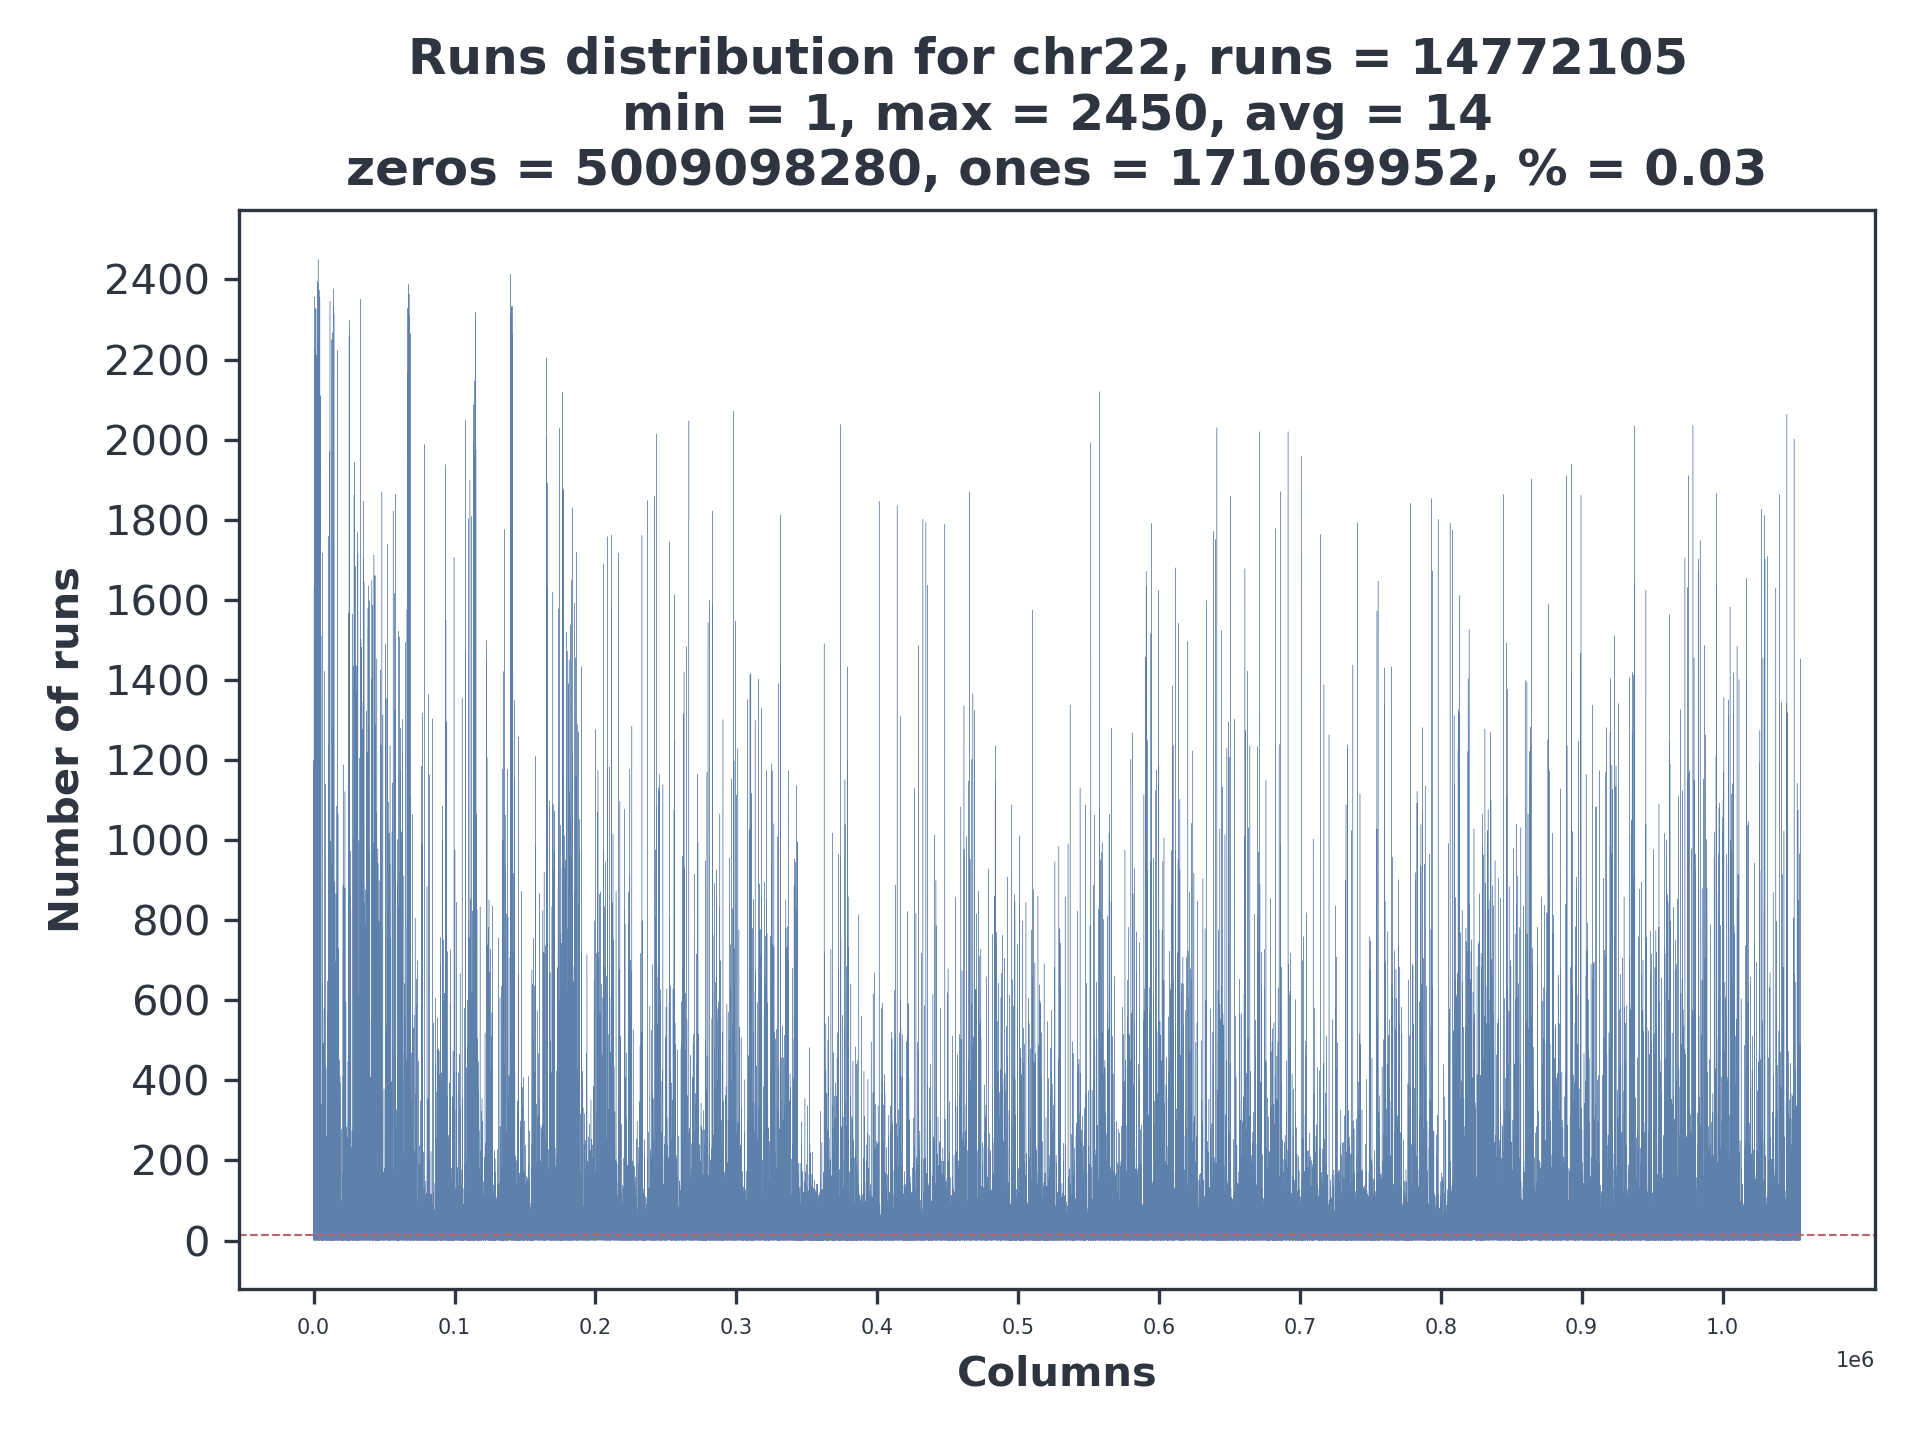 Runs distribution for chr22, runs = 14772105
min = 1, max = 2450, avg = 14
zeros = 5009098280, ones = 171069952, % = 0.03
2400
2200
2000
1800
1600
1400
1200
1000
800
600
400
200
0
Number of runs
0.0 0.1 0.2 0.3 0.4 0.5 0.6 0.7 0.8 0.9 1.0
1e6
Columns